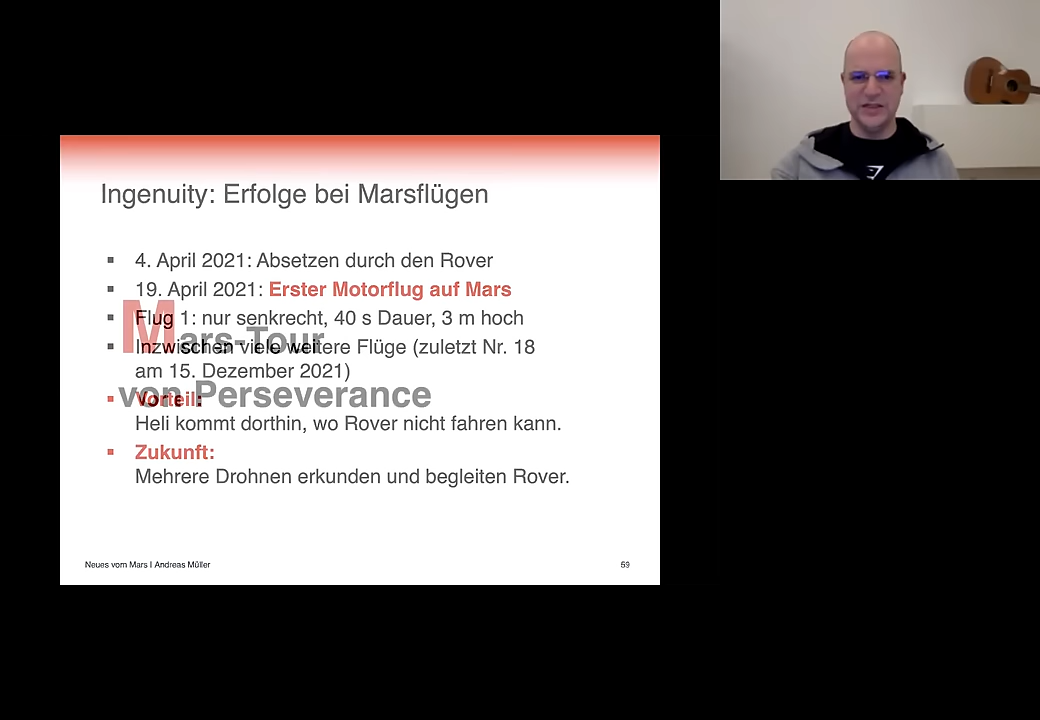 Ingenuity: Erfolge bei Marsflügen
▪ 4. April 2021: Absetzen durch den Rover
▪ 19. April 2021: Erster Motorflug auf Mars
▪ Flug 1: nur senkrecht, 40 s Dauer, 3 m hoch
▪ Inzwischen viele weitere Flüge (zuletzt Nr. 18
am 15. Dezember 2021)
▪ Vorteil:
Heli kommt dorthin, wo Rover nicht fahren kann.
▪ Zukunft:
Mehrere Drohnen erkunden und begleiten Rover.
Mars-Tour
von Perseverance
Neues vom Mars I Andreas Müller
59